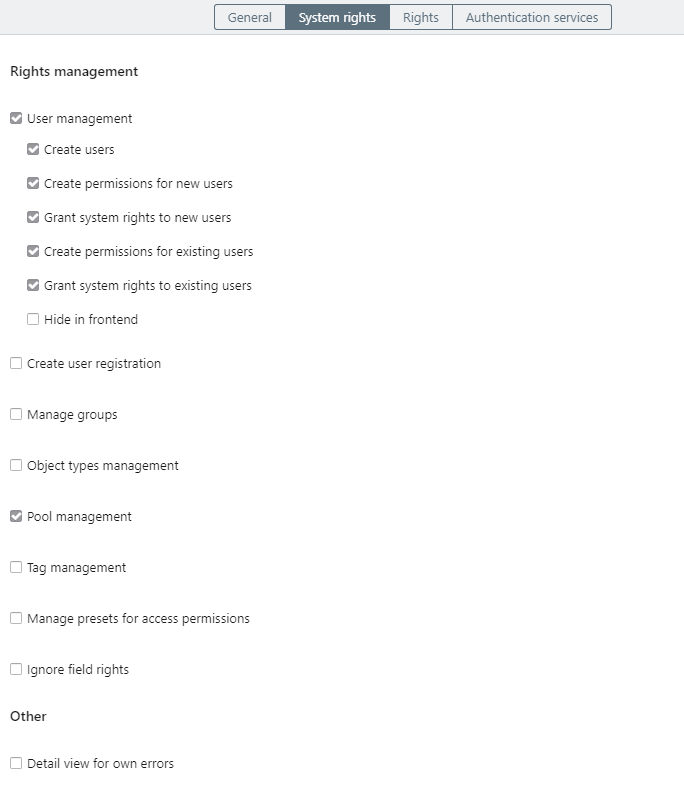 General System rights Rights Authentication services
Rights management
User management
Create users
Create permissions for new users
Grant system rights to new users
Create permissions for existing users
Grant system rights to existing users
Hide in frontend
Create user registration
Manage groups
Object types management
Pool management
Tag management
Manage presets for access permissions
Ignore field rights
Other
Detail view for own errors